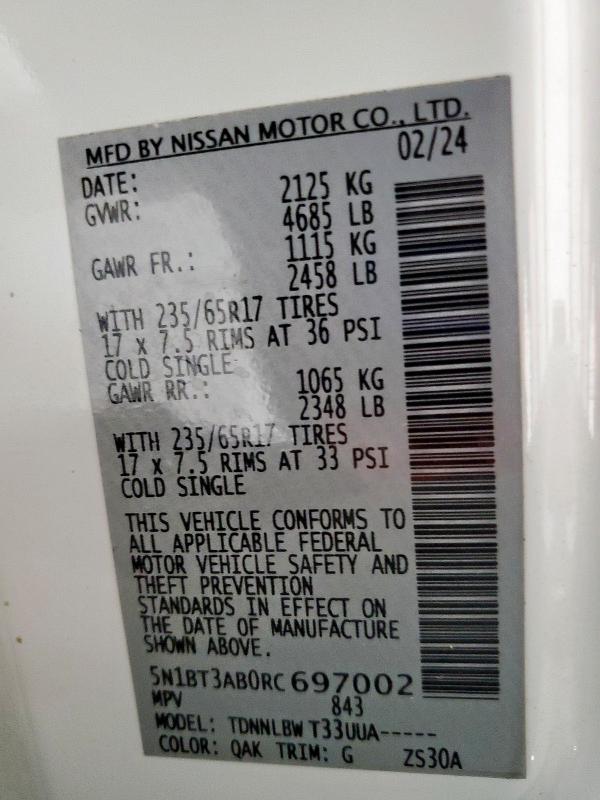 MFD BY NISSAN MOTOR CO., LTD.
DATE: 02/24
GVWR: 2125 KG
4685 LB
GAWR FR.: 1115 KG
2458 LB
WITH 235/65R17 TIRES
17 x 7.5 RIMS AT 36 PSI
COLD SINGLE
GAWR RR.: 1065 KG
2348 LB
WITH 235/65R17 TIRES
17 x 7.5 RIMS AT 33 PSI
COLD SINGLE
THIS VEHICLE CONFORMS TO
ALL APPLICABLE FEDERAL
MOTOR VEHICLE SAFETY AND
THEFT PREVENTION
STANDARDS IN EFFECT ON
THE DATE OF MANUFACTURE
SHOWN ABOVE.
5N1BT3AB0RC697002
MPV 843
MODEL: TDNNLBW T33UUA-----
COLOR: QAK TRIM: G ZS30A